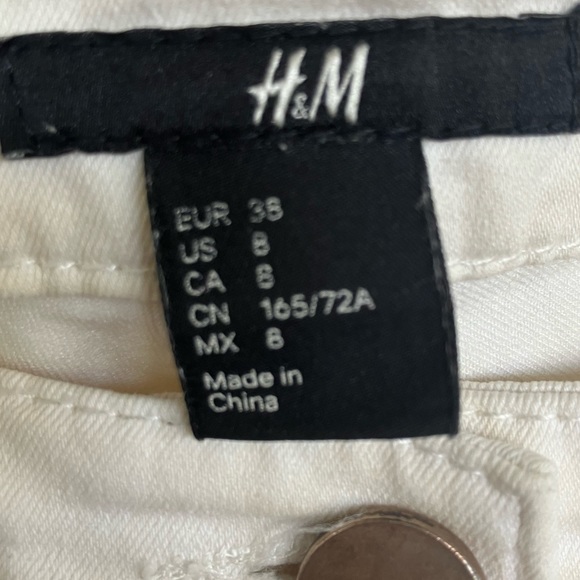 H&M
EUR 38
US 8
CA 8
CN 165/72A
MX 8
Made in
China